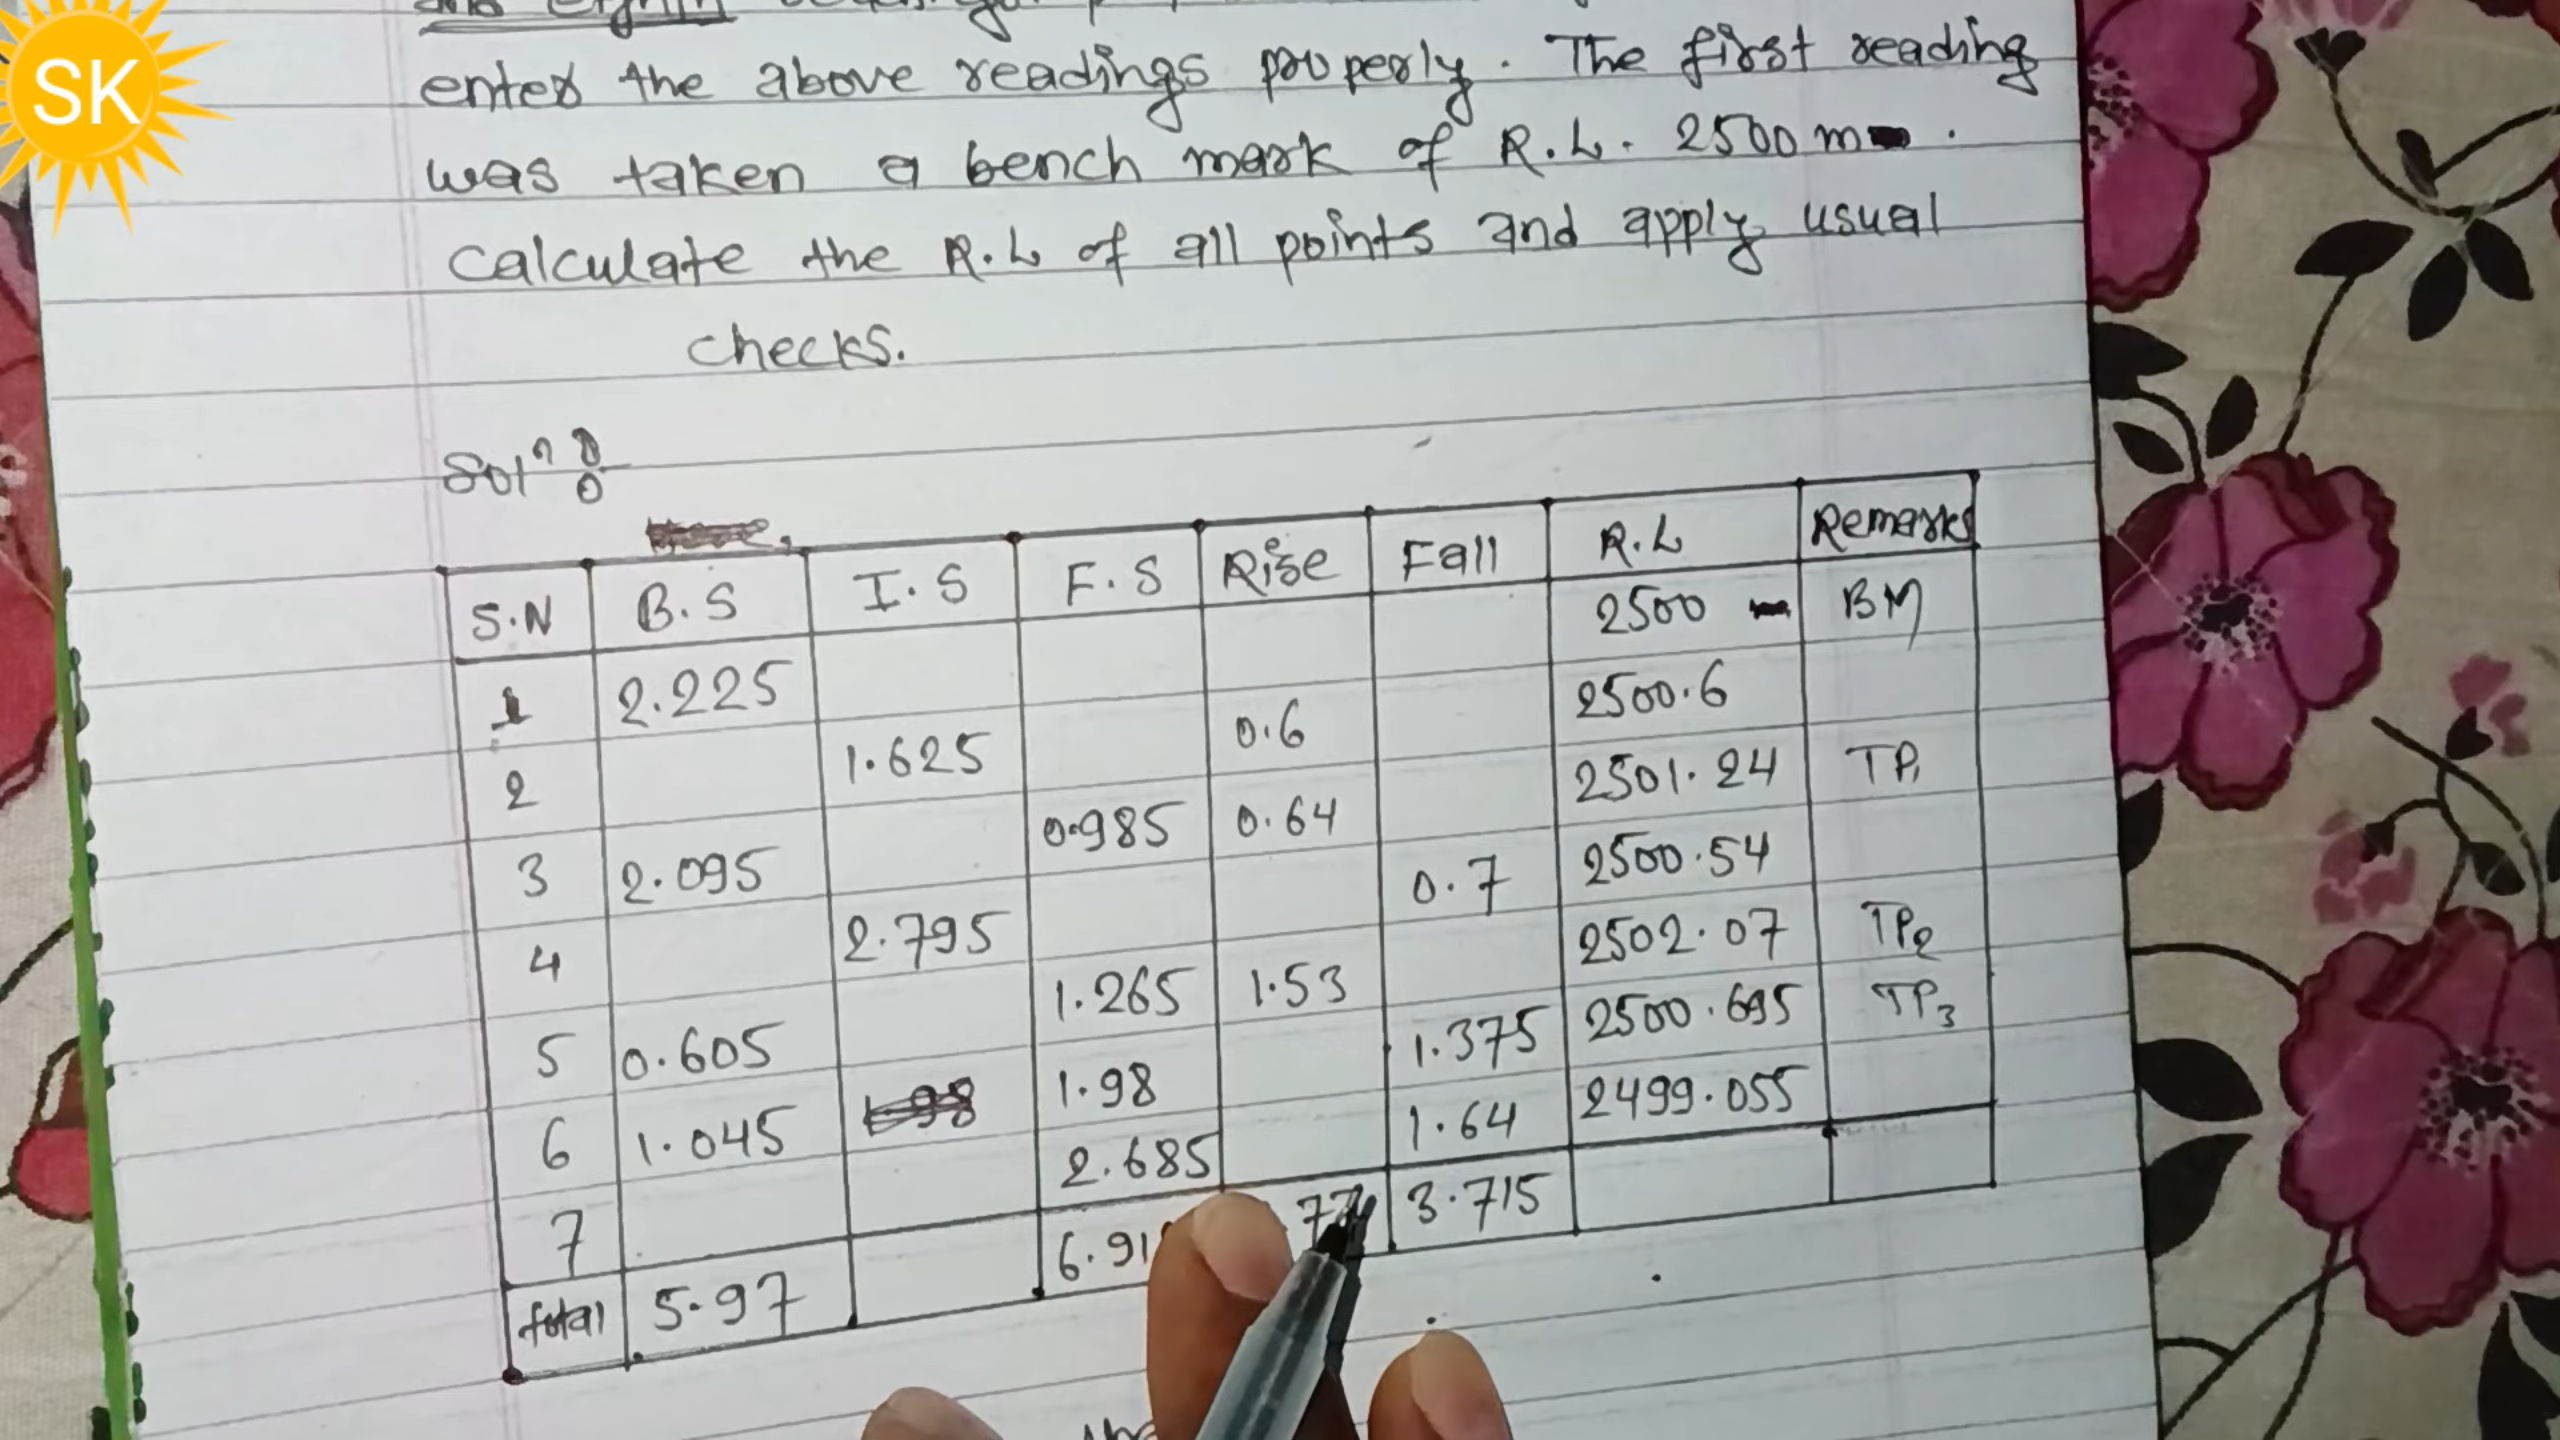 SK
enter the above readings properly. The first reading
was taken a bench mark of R.L. 2500 m .
calculate the R.L of all points and apply usual
checks.
Solⁿ
S.N B.S I.S F.S Rise Fall R.L Remarks
1 2.225 2500 BM
2 1.625 0.6 2500.6
3 2.095 0.985 0.64 2501.24 TP1
4 2.795 0.7 2500.54
5 0.605 1.265 1.53 2502.07 TP2
6 1.045 1.98 1.375 2500.695 TP3
7 2.685 1.64 2499.055
total 5.97 6.91 3.715